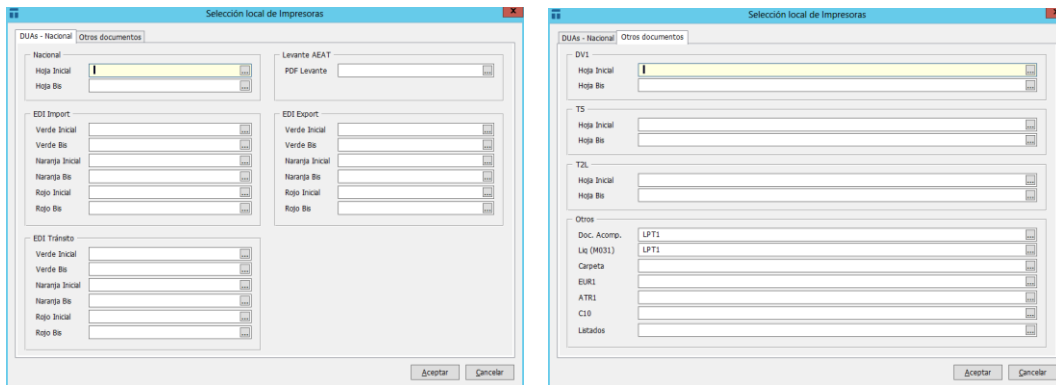 Selección local de Impresoras
DUAs - Nacional Otros documentos
Nacional
Hoja Inicial
Hoja Bis
Levante AEAT
PDF Levante
EDI Import
Verde Inicial
Verde Bis
Naranja Inicial
Naranja Bis
Rojo Inicial
Rojo Bis
EDI Export
Verde Inicial
Verde Bis
Naranja Inicial
Naranja Bis
Rojo Inicial
Rojo Bis
EDI Tránsito
Verde Inicial
Verde Bis
Naranja Inicial
Naranja Bis
Rojo Inicial
Rojo Bis
Aceptar Cancelar
Selección local de Impresoras
DUAs - Nacional Otros documentos
DV1
Hoja Inicial
Hoja Bis
T5
Hoja Inicial
Hoja Bis
T2L
Hoja Inicial
Hoja Bis
Otros
Doc. Acomp. LPT1
Liq (M031) LPT1
Carpeta
EUR1
ATR1
C10
Listados
Aceptar Cancelar